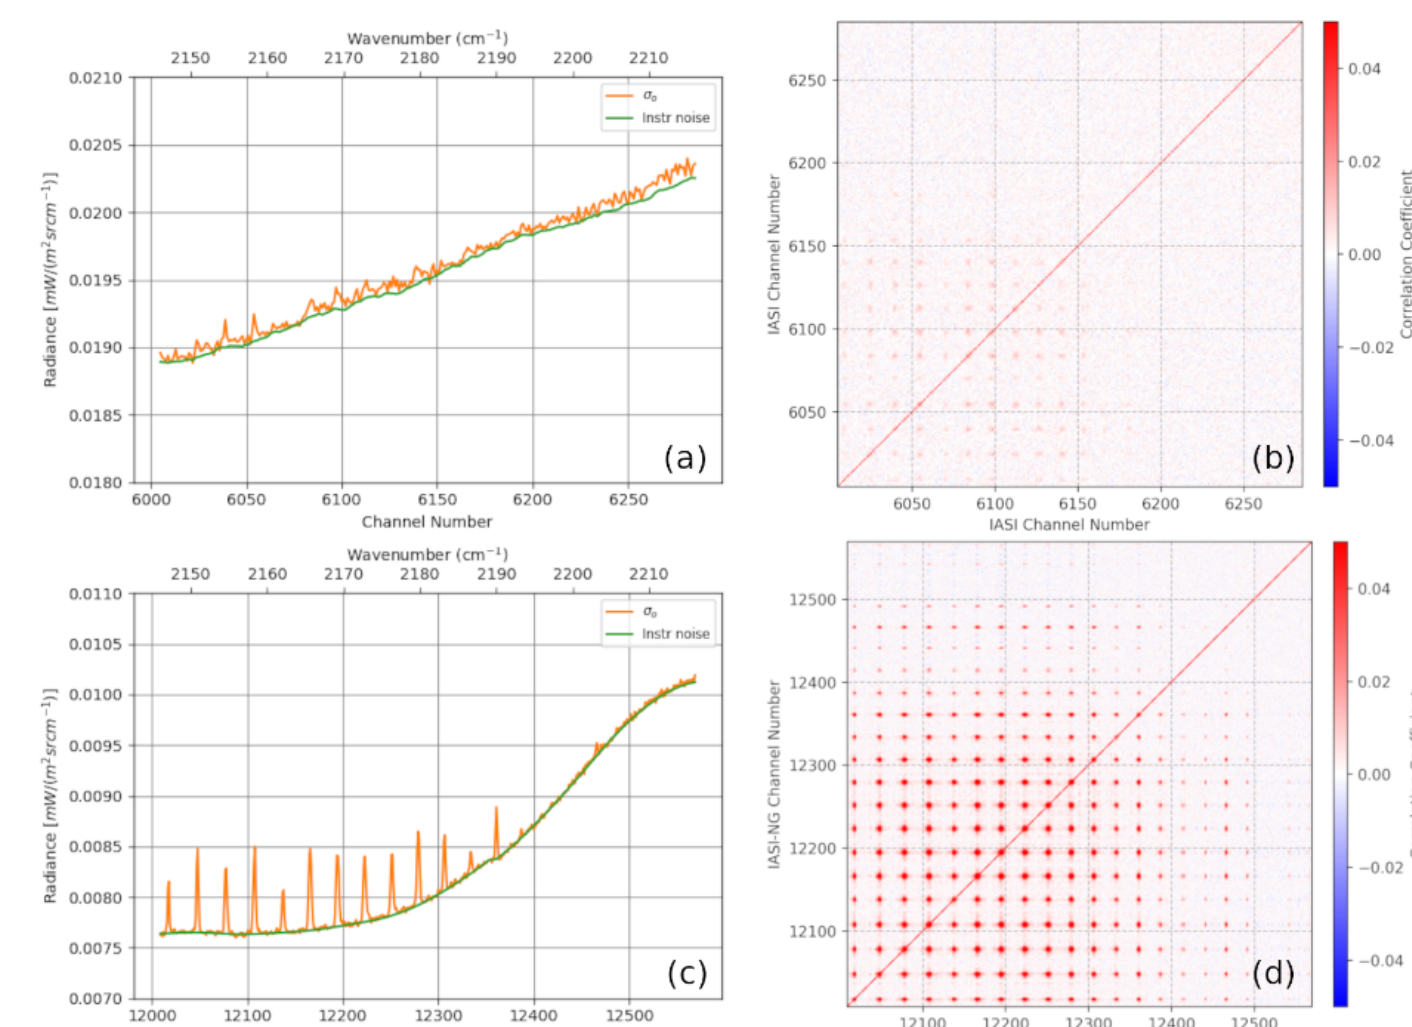 Wavenumber (cm⁻¹)
2150 2160 2170 2180 2190 2200 2210
0.0210
0.0205
0.0200
0.0195
0.0190
0.0185
0.0180
Radiance [mW/(m²srcm⁻¹)]
σₒ
Instr noise
(a)
6000 6050 6100 6150 6200 6250
Channel Number
6250
6200
6150
6100
6050
IASI Channel Number
(b)
6050 6100 6150 6200 6250
IASI Channel Number
0.04
0.02
0.00
−0.02
−0.04
Correlation Coefficient
Wavenumber (cm⁻¹)
2150 2160 2170 2180 2190 2200 2210
0.0110
0.0105
0.0100
0.0095
0.0090
0.0085
0.0080
0.0075
0.0070
Radiance [mW/(m²srcm⁻¹)]
σₒ
Instr noise
(c)
12000 12100 12200 12300 12400 12500
12500
12400
12300
12200
12100
IASI-NG Channel Number
(d)
12100 12200 12300 12400 12500
0.04
0.02
0.00
−0.02
−0.04